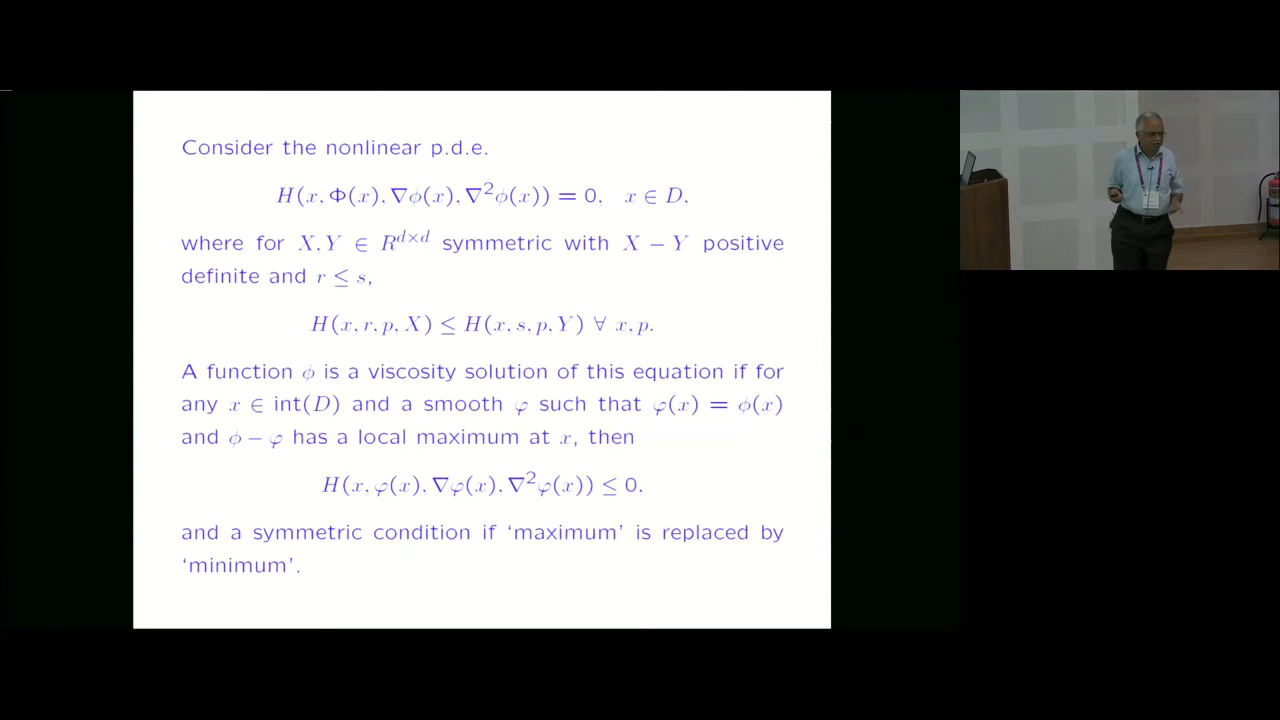 Consider the nonlinear p.d.e.
H(x, Φ(x), ∇ϕ(x), ∇²ϕ(x)) = 0, x ∈ D,
where for X, Y ∈ R^{d×d} symmetric with X − Y positive
definite and r ≤ s,
H(x, r, p, X) ≤ H(x, s, p, Y) ∀ x, p.
A function ϕ is a viscosity solution of this equation if for
any x ∈ int(D) and a smooth φ such that φ(x) = ϕ(x)
and ϕ − φ has a local maximum at x, then
H(x, φ(x), ∇φ(x), ∇²φ(x)) ≤ 0,
and a symmetric condition if ‘maximum’ is replaced by
‘minimum’.